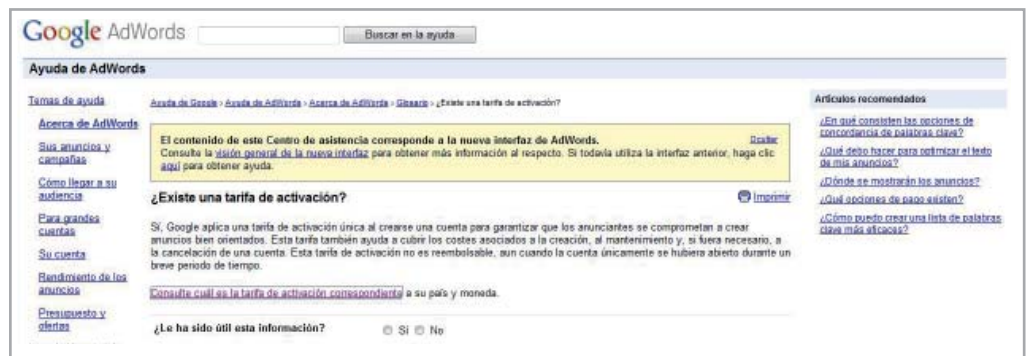 Google AdWords
Buscar en la ayuda
Ayuda de AdWords
Temas de ayuda
Acerca de AdWords
Sus anuncios y
campañas
Cómo llegar a su
audiencia
Para grandes
cuentas
Su cuenta
Rendimiento de los
anuncios
Presupuesto y
ofertas
Ayuda de Google › Ayuda de AdWords › Acerca de AdWords › Glosario › ¿Existe una tarifa de activación?
El contenido de este Centro de asistencia corresponde a la nueva interfaz de AdWords.
Ocultar
Consulte la visión general de la nueva interfaz para obtener más información al respecto. Si todavía utiliza la interfaz anterior, haga clic
aquí para obtener ayuda.
¿Existe una tarifa de activación?
Imprimir
Sí, Google aplica una tarifa de activación única al crearse una cuenta para garantizar que los anunciantes se comprometan a crear
anuncios bien orientados. Esta tarifa también ayuda a cubrir los costes asociados a la creación, al mantenimiento y, si fuera necesario, a
la cancelación de una cuenta. Esta tarifa de activación no es reembolsable, aun cuando la cuenta únicamente se hubiera abierto durante un
breve periodo de tiempo.
Consulte cuál es la tarifa de activación correspondiente a su país y moneda.
¿Le ha sido útil esta información?
Sí No
Artículos recomendados
¿En qué consisten las opciones de
concordancia de palabras clave?
¿Qué debo hacer para optimizar el texto
de mis anuncios?
¿Dónde se mostrarán los anuncios?
¿Qué opciones de pago existen?
¿Cómo puedo crear una lista de palabras
clave más eficaces?